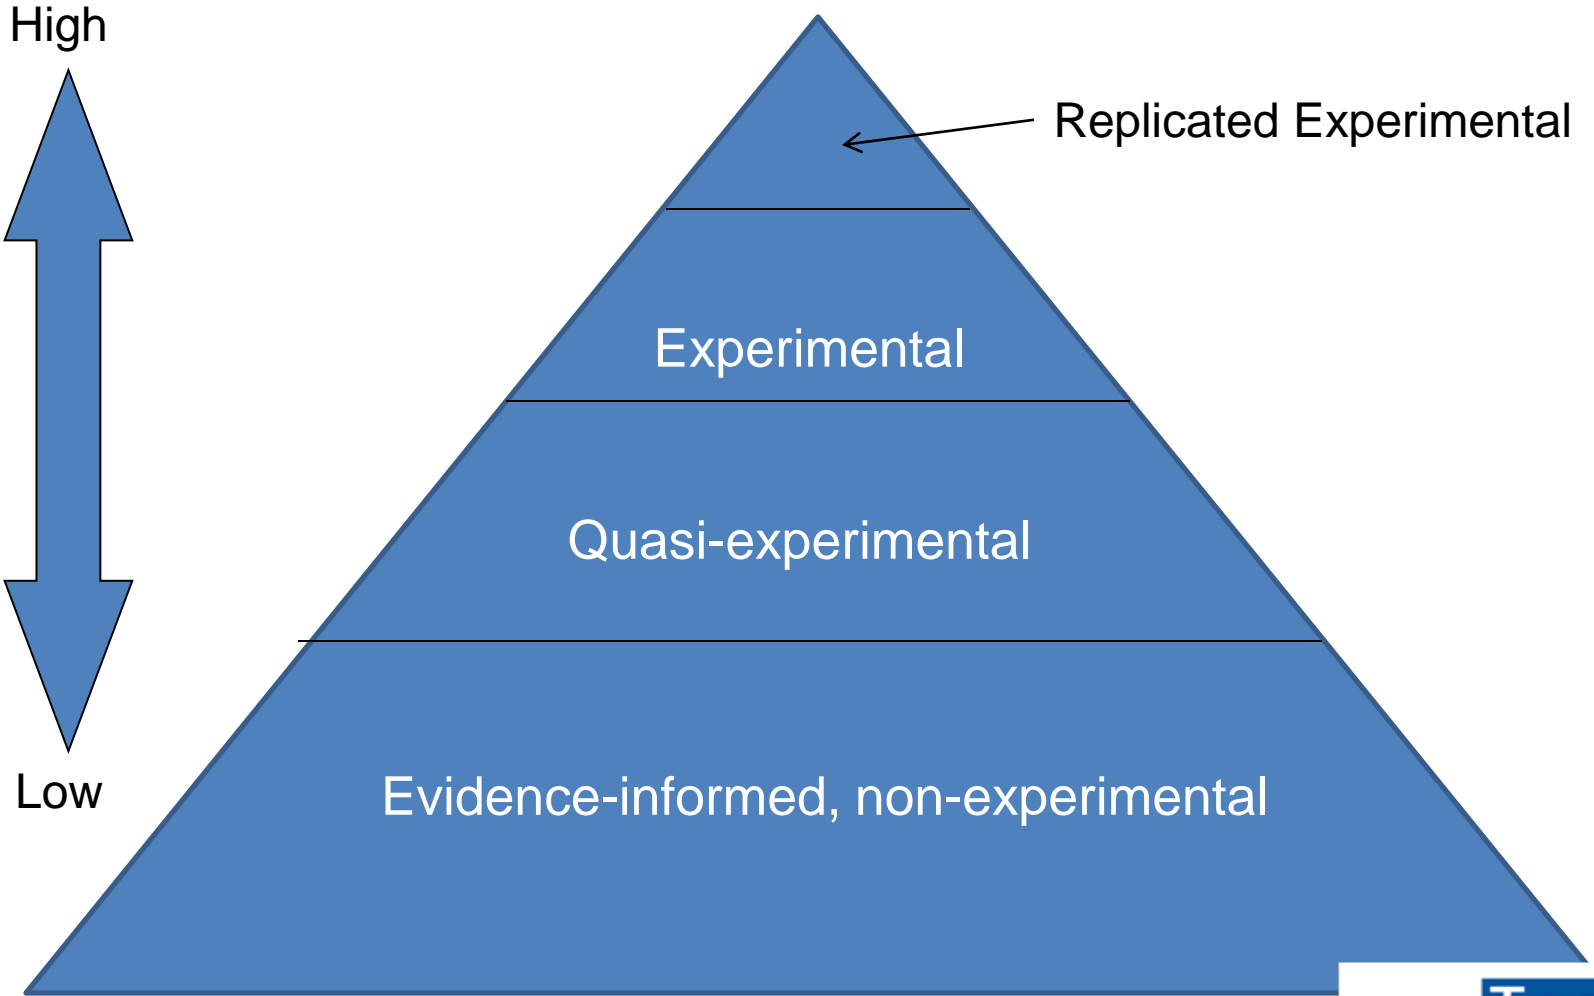 High
Replicated Experimental
Experimental
Quasi-experimental
Low
Evidence-informed, non-experimental
T